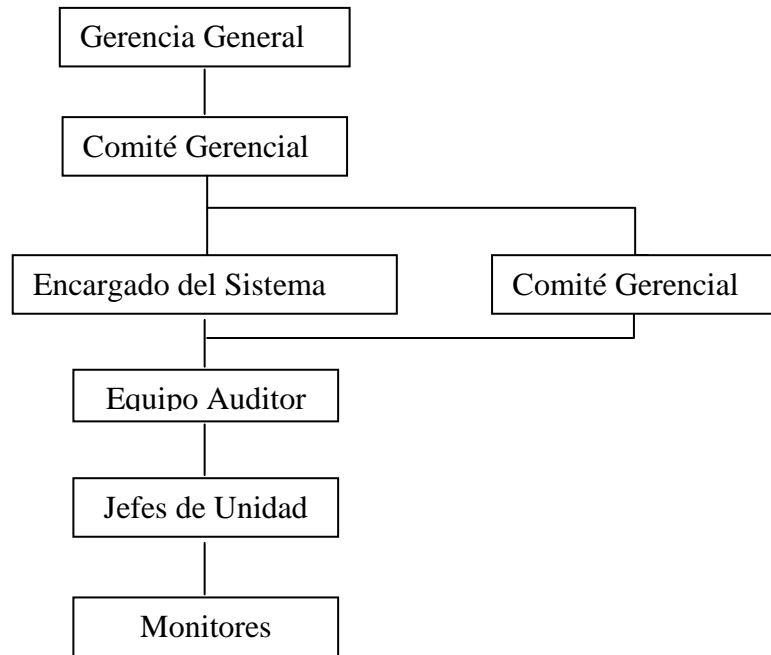 Gerencia General
Comité Gerencial
Encargado del Sistema
Comité Gerencial
Equipo Auditor
Jefes de Unidad
Monitores